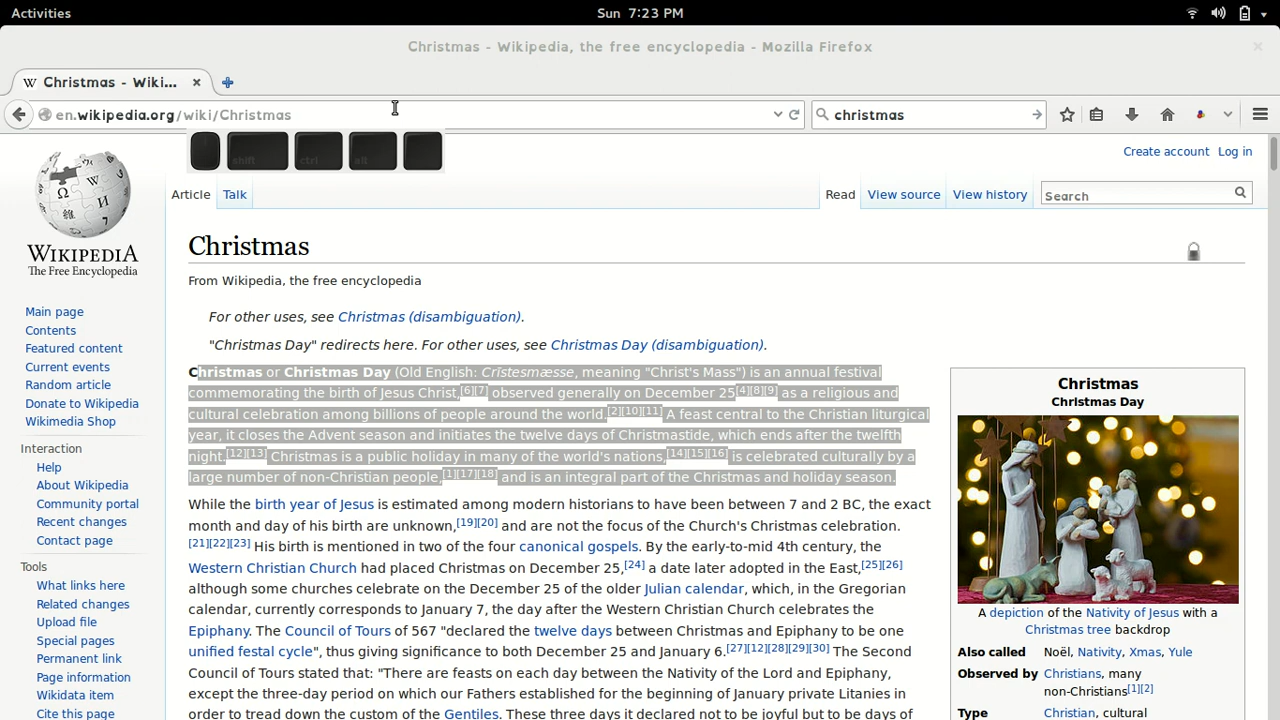 Activities
Sun 7:23 PM
Christmas - Wikipedia, the free encyclopedia - Mozilla Firefox
W Christmas - Wiki...
en.wikipedia.org/wiki/Christmas
christmas
shift ctrl alt
Create account Log in
Article Talk
Read View source View history
Search
WIKIPEDIA
The Free Encyclopedia
Main page
Contents
Featured content
Current events
Random article
Donate to Wikipedia
Wikimedia Shop
Interaction
Help
About Wikipedia
Community portal
Recent changes
Contact page
Tools
What links here
Related changes
Upload file
Special pages
Permanent link
Page information
Wikidata item
Cite this page
Christmas
From Wikipedia, the free encyclopedia
For other uses, see Christmas (disambiguation).
"Christmas Day" redirects here. For other uses, see Christmas Day (disambiguation).
Christmas or Christmas Day (Old English: Crīstesmæsse, meaning "Christ's Mass") is an annual festival
commemorating the birth of Jesus Christ,[6][7] observed generally on December 25[4][8][9] as a religious and
cultural celebration among billions of people around the world.[2][10][11] A feast central to the Christian liturgical
year, it closes the Advent season and initiates the twelve days of Christmastide, which ends after the twelfth
night.[12][13] Christmas is a public holiday in many of the world's nations,[14][15][16] is celebrated culturally by a
large number of non-Christian people,[1][17][18] and is an integral part of the Christmas and holiday season.
While the birth year of Jesus is estimated among modern historians to have been between 7 and 2 BC, the exact
month and day of his birth are unknown,[19][20] and are not the focus of the Church's Christmas celebration.
[21][22][23] His birth is mentioned in two of the four canonical gospels. By the early-to-mid 4th century, the
Western Christian Church had placed Christmas on December 25,[24] a date later adopted in the East,[25][26]
although some churches celebrate on the December 25 of the older Julian calendar, which, in the Gregorian
calendar, currently corresponds to January 7, the day after the Western Christian Church celebrates the
Epiphany. The Council of Tours of 567 "declared the twelve days between Christmas and Epiphany to be one
unified festal cycle", thus giving significance to both December 25 and January 6.[27][12][28][29][30] The Second
Council of Tours stated that: "There are feasts on each day between the Nativity of the Lord and Epiphany,
except the three-day period on which our Fathers established for the beginning of January private Litanies in
order to tread down the custom of the Gentiles. These three days it declared not to be joyful but to be days of
Christmas
Christmas Day
A depiction of the Nativity of Jesus with a
Christmas tree backdrop
Also called Noël, Nativity, Xmas, Yule
Observed by Christians, many
non-Christians[1][2]
Type Christian, cultural